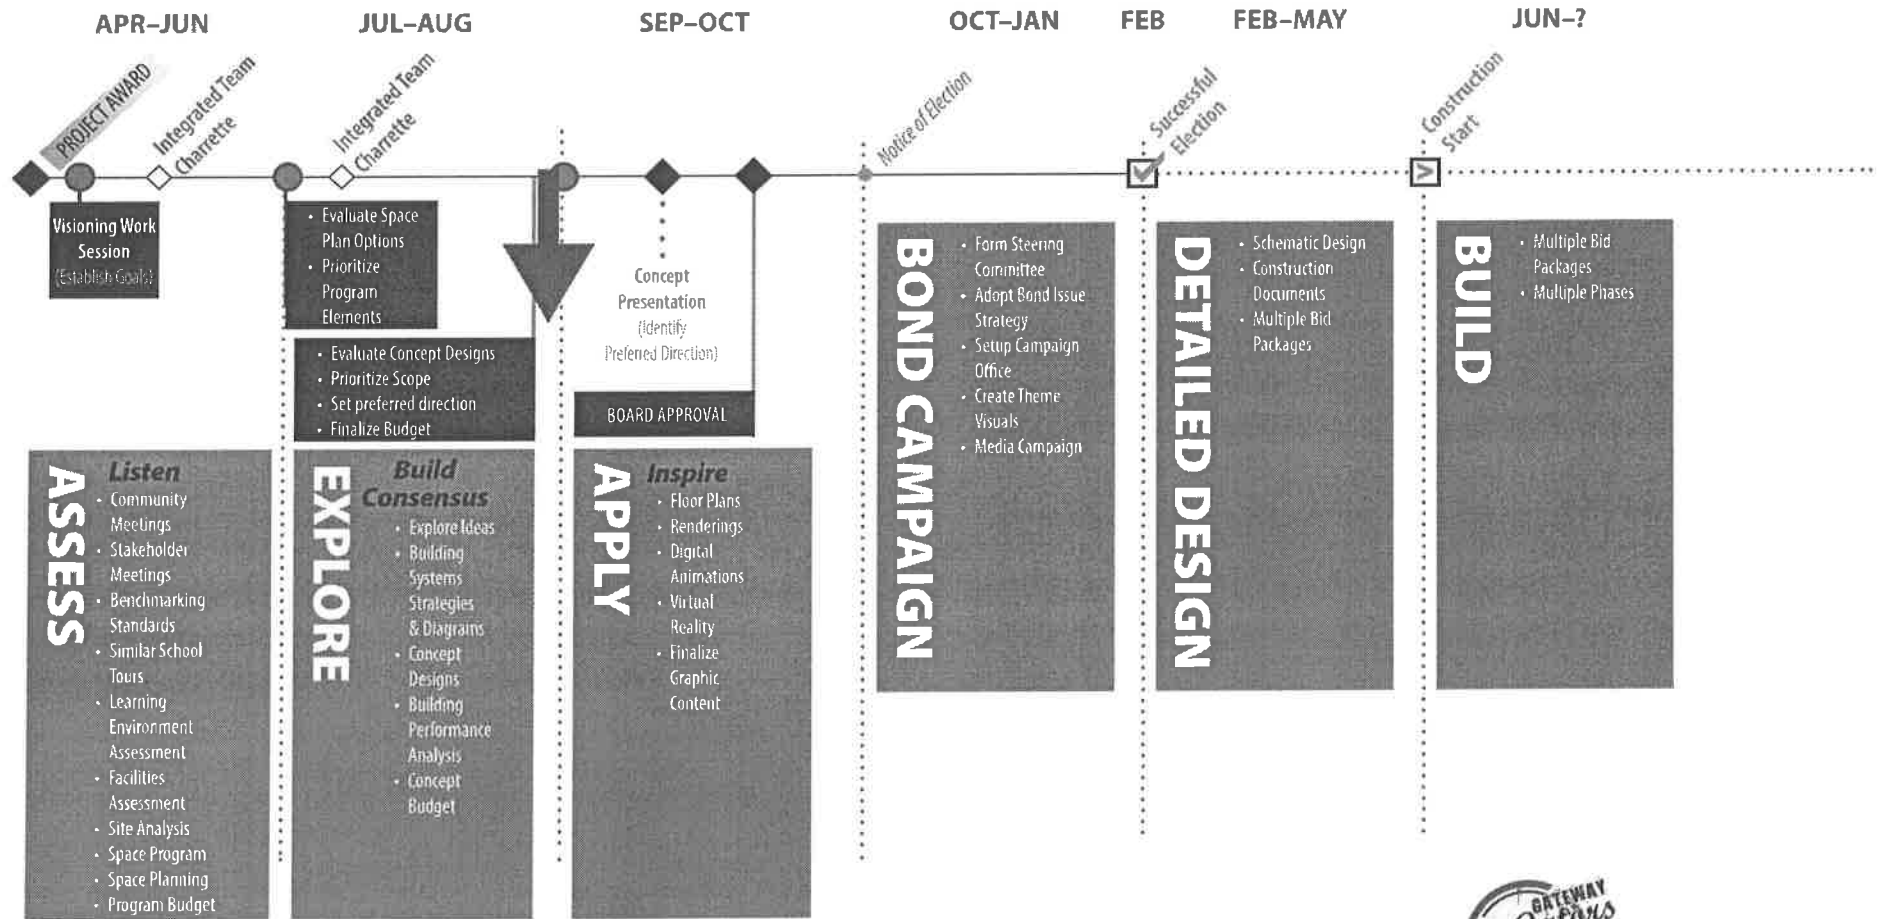 APR–JUN
JUL–AUG
SEP–OCT
OCT–JAN
FEB
FEB–MAY
JUN–?
PROJECT AWARD
Integrated Team
Charrette
Integrated Team
Charrette
Notice of Election
Successful
Election
Construction
Start
Visioning Work
Session
(Establish Goals)
• Evaluate Space
Plan Options
• Prioritize
Program
Elements
• Evaluate Concept Designs
• Prioritize Scope
• Set preferred direction
• Finalize Budget
Concept
Presentation
(Identify
Preferred Direction)
BOARD APPROVAL
ASSESS
Listen
• Community
Meetings
• Stakeholder
Meetings
• Benchmarking
Standards
• Similar School
Tours
• Learning
Environment
Assessment
• Facilities
Assessment
• Site Analysis
• Space Program
• Space Planning
• Program Budget
EXPLORE
Build
Consensus
• Explore Ideas
• Building
Systems
Strategies
& Diagrams
• Concept
Designs
• Building
Performance
Analysis
• Concept
Budget
APPLY
Inspire
• Floor Plans
• Renderings
• Digital
Animations
• Virtual
Reality
• Finalize
Graphic
Content
BOND CAMPAIGN
• Form Steering
Committee
• Adopt Bond Issue
Strategy
• Setup Campaign
Office
• Create Theme
Visuals
• Media Campaign
DETAILED DESIGN
• Schematic Design
• Construction
Documents
• Multiple Bid
Packages
BUILD
• Multiple Bid
Packages
• Multiple Phases
GATEWAY